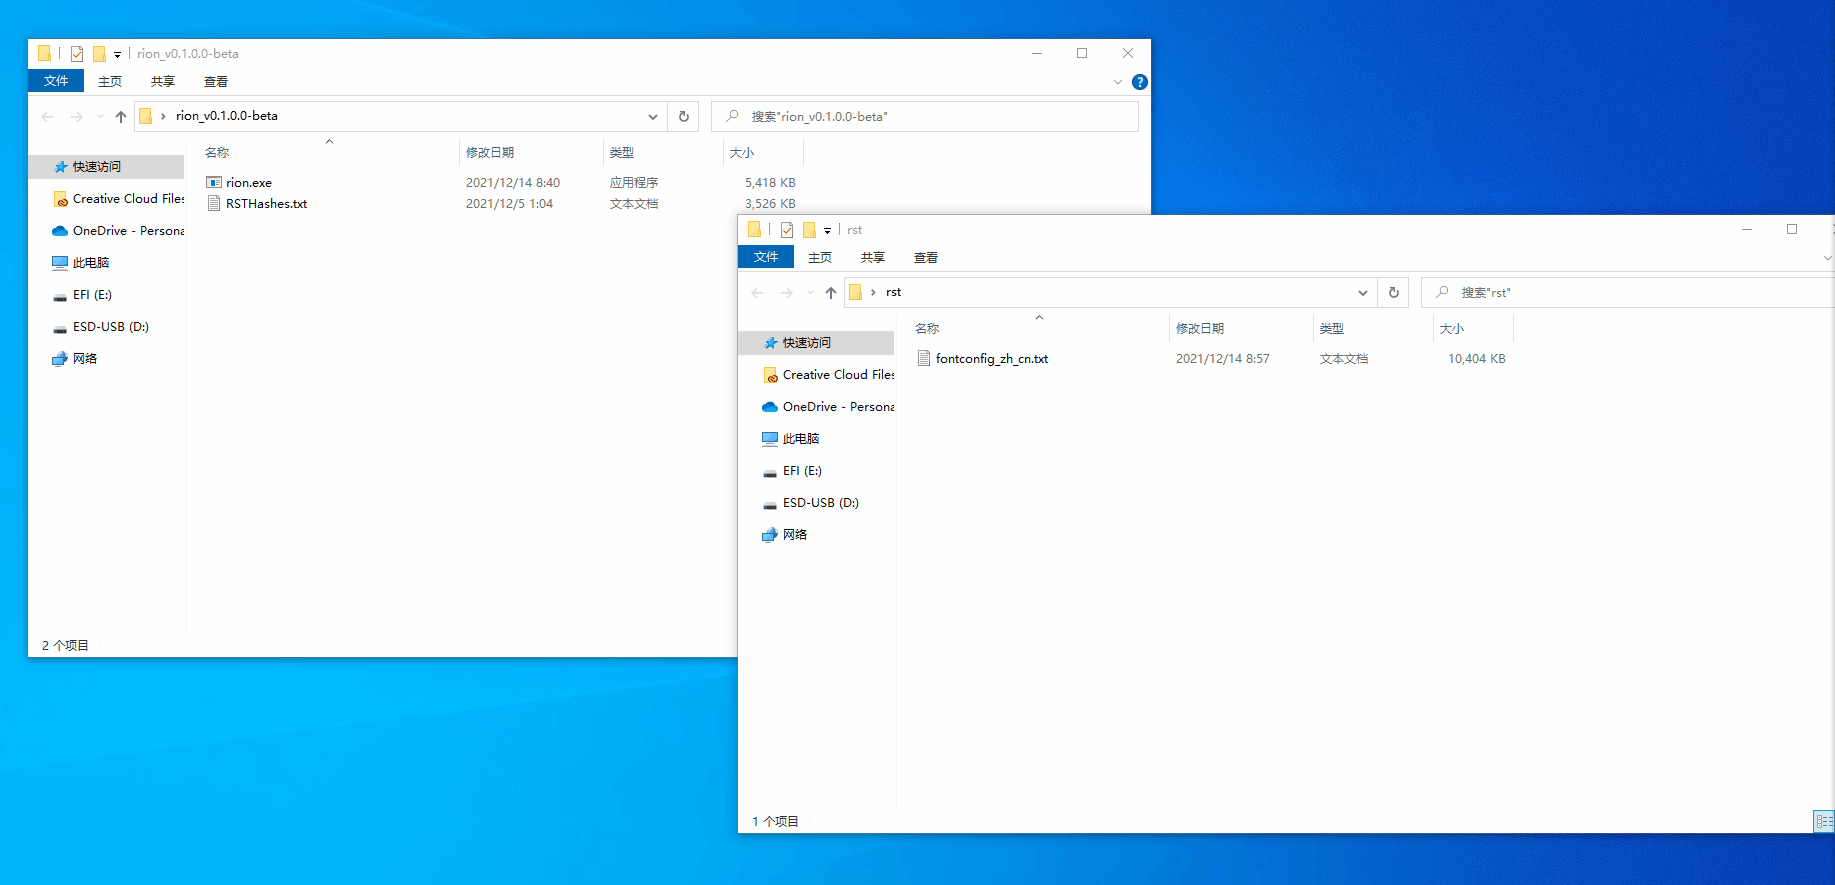 rion_v0.1.0.0-beta
文件 主页 共享 查看
rion_v0.1.0.0-beta
搜索"rion_v0.1.0.0-beta"
名称 修改日期 类型 大小
快速访问
Creative Cloud Files
OneDrive - Persona
此电脑
EFI (E:)
ESD-USB (D:)
网络
rion.exe 2021/12/14 8:40 应用程序 5,418 KB
RSTHashes.txt 2021/12/5 1:04 文本文档 3,526 KB
2 个项目
rst
文件 主页 共享 查看
rst
搜索"rst"
名称 修改日期 类型 大小
快速访问
Creative Cloud Files
OneDrive - Persona
此电脑
EFI (E:)
ESD-USB (D:)
网络
fontconfig_zh_cn.txt 2021/12/14 8:57 文本文档 10,404 KB
1 个项目